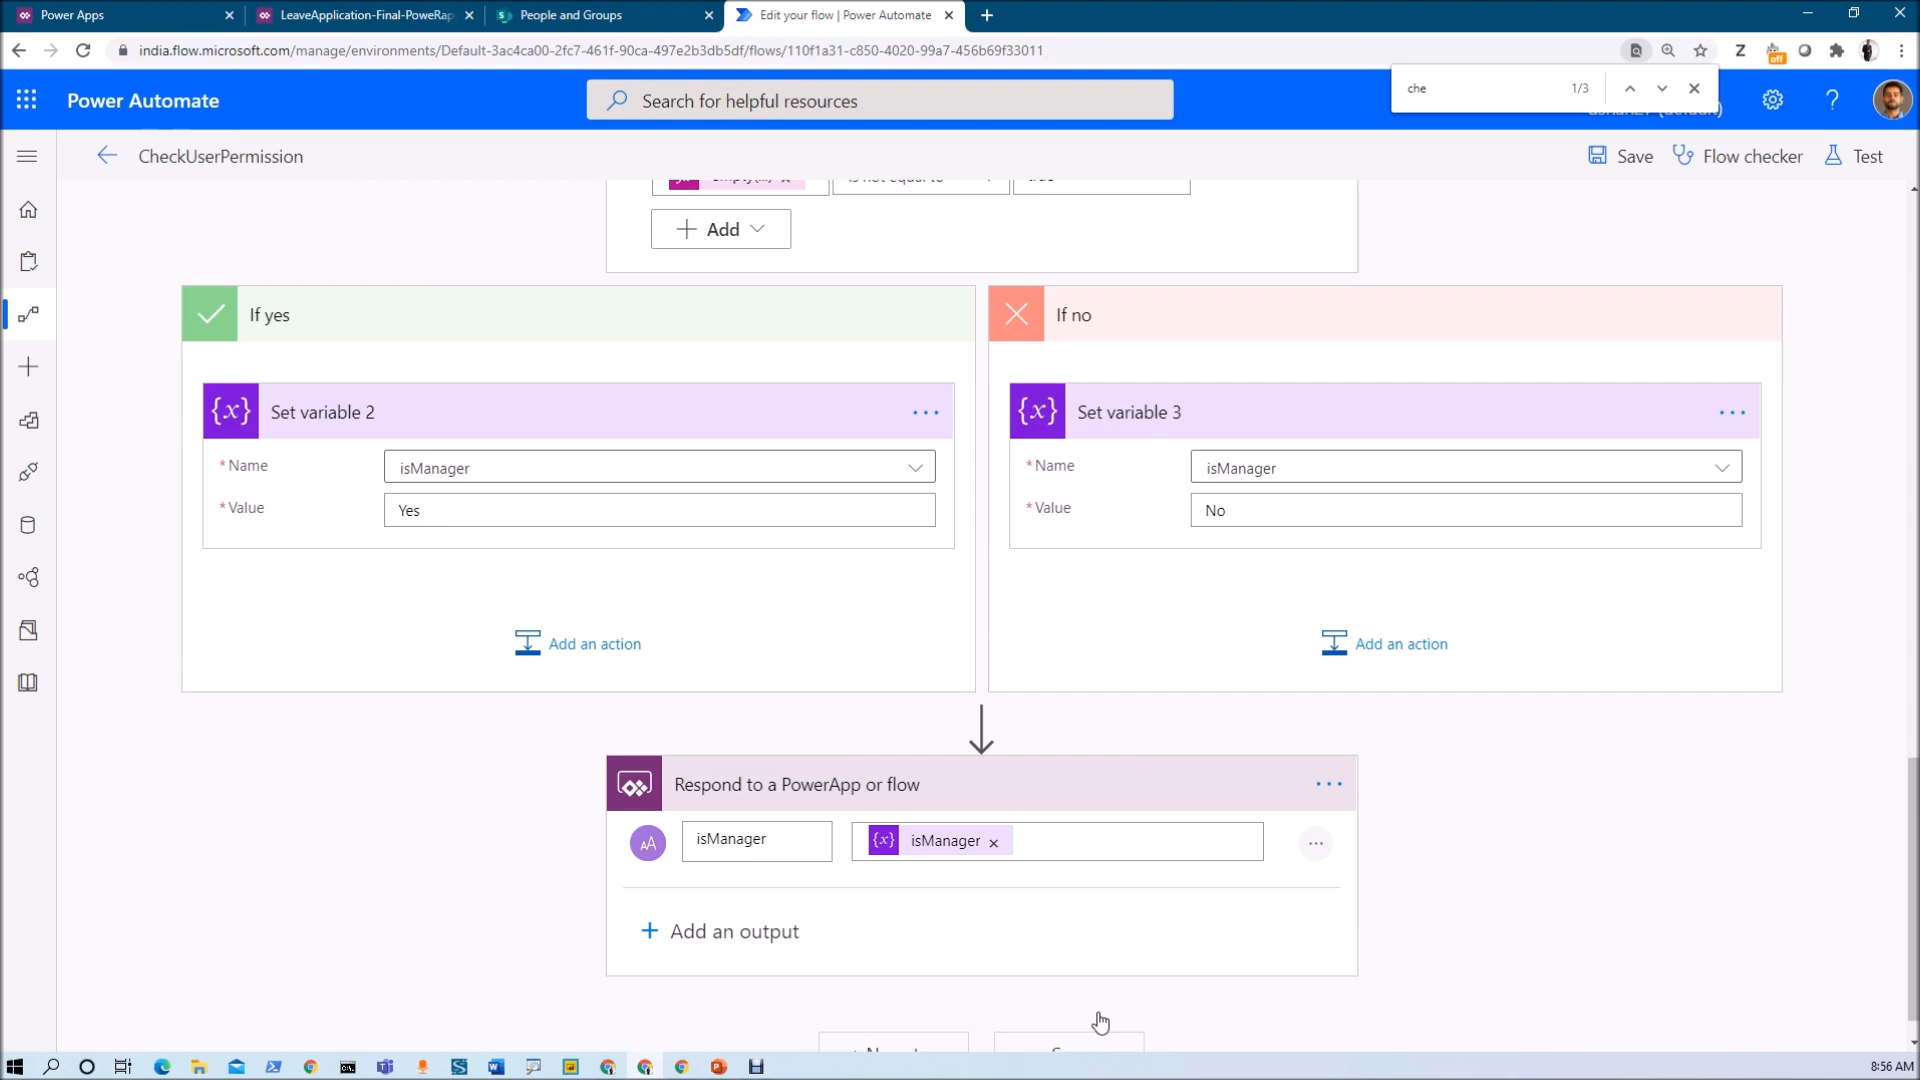 Power Apps
LeaveApplication-Final-PoweRap
People and Groups
Edit your flow | Power Automate
india.flow.microsoft.com/manage/environments/Default-3ac4ca00-2fc7-461f-90ca-497e2b3db5df/flows/110f1a31-c850-4020-99a7-456b69f33011
Z
off
che
1/3
Power Automate
Search for helpful resources
CheckUserPermission
Save
Flow checker
Test
Add
If yes
If no
{x} Set variable 2
{x} Set variable 3
* Name
isManager
* Name
isManager
* Value
Yes
* Value
No
Add an action
Add an action
Respond to a PowerApp or flow
AA
isManager
{x} isManager
Add an output
8:56 AM